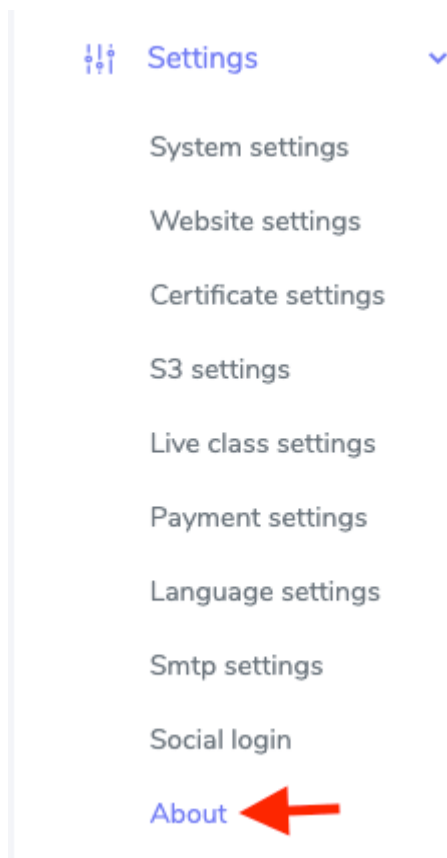 Settings
System settings
Website settings
Certificate settings
S3 settings
Live class settings
Payment settings
Language settings
Smtp settings
Social login
About